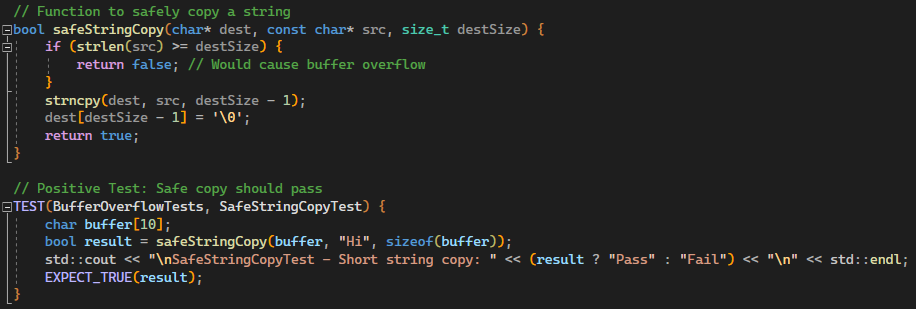 // Function to safely copy a string
bool safeStringCopy(char* dest, const char* src, size_t destSize) {
    if (strlen(src) >= destSize) {
        return false; // Would cause buffer overflow
    }
    strncpy(dest, src, destSize - 1);
    dest[destSize - 1] = '\0';
    return true;
}

// Positive Test: Safe copy should pass
TEST(BufferOverflowTests, SafeStringCopyTest) {
    char buffer[10];
    bool result = safeStringCopy(buffer, "Hi", sizeof(buffer));
    std::cout << "\nSafeStringCopyTest - Short string copy: " << (result ? "Pass" : "Fail") << "\n" << std::endl;
    EXPECT_TRUE(result);
}